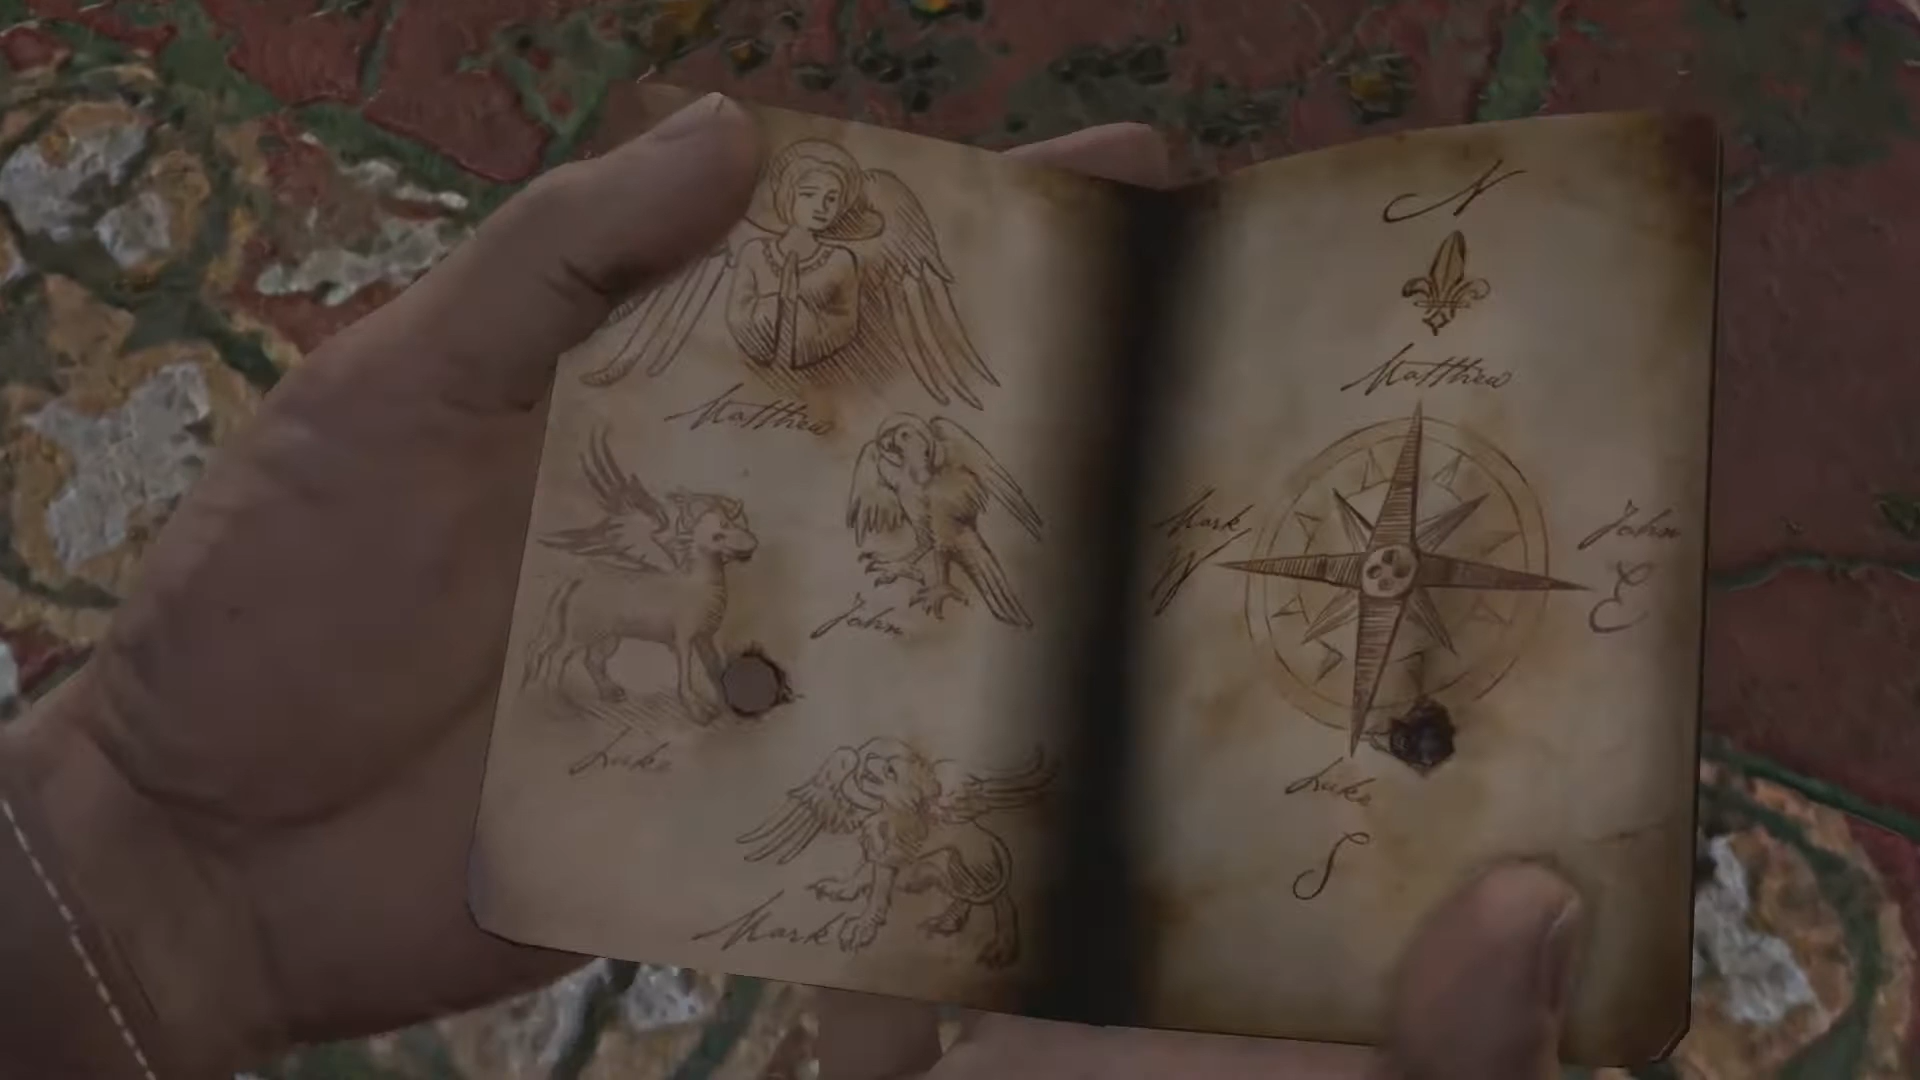 Matthew
John
Luke
Mark
N
Matthew
Mark
W
John
E
Luke
S